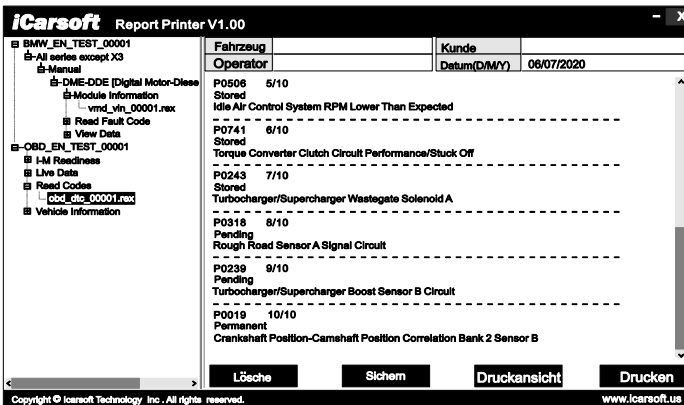 iCarsoft Report Printer V1.00
BMW_EN_TEST_00001
All series except X3
Manual
DME-DDE [Digital Motor-Diese
Module Information
vmd_vin_00001.rex
Read Fault Code
View Data
OBD_EN_TEST_00001
I-M Readiness
Live Data
Read Codes
obd_dtc_00001.rex
Vehicle Information
Fahrzeug
Kunde
Operator
Datum(D/M/Y) 06/07/2020
P0506 5/10
Stored
Idle Air Control System RPM Lower Than Expected
P0741 6/10
Stored
Torque Converter Clutch Circuit Performance/Stuck Off
P0243 7/10
Stored
Turbocharger/Supercharger Wastegate Solenoid A
P0318 8/10
Pending
Rough Road Sensor A Signal Circuit
P0239 9/10
Pending
Turbocharger/Supercharger Boost Sensor B Circuit
P0019 10/10
Permanent
Crankshaft Position-Camshaft Position Correlation Bank 2 Sensor B
Lösche
Sichern
Druckansicht
Drucken
Copyright © Icarsoft Technology Inc . All rights reserved.
www.icarsoft.us